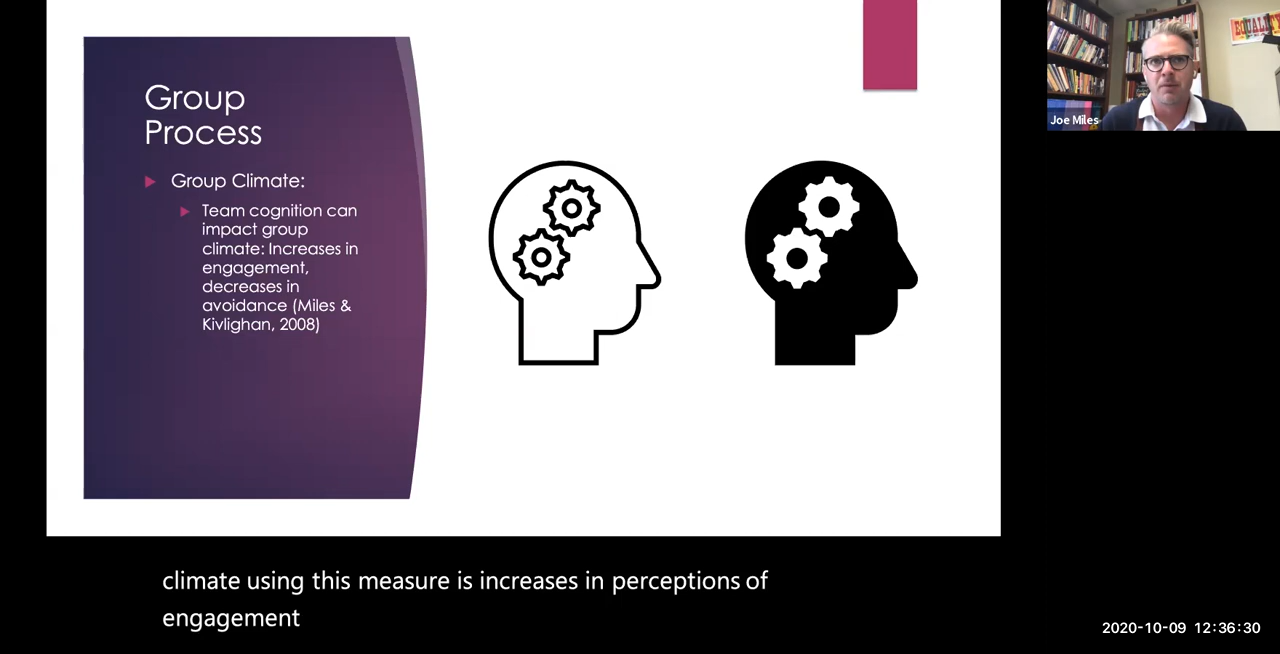 Group
Process
Group Climate:
Team cognition can
impact group
climate: Increases in
engagement,
decreases in
avoidance (Miles &
Kivlighan, 2008)
EQUALITY
Joe Miles
climate using this measure is increases in perceptions of
engagement
2020-10-09 12:36:30